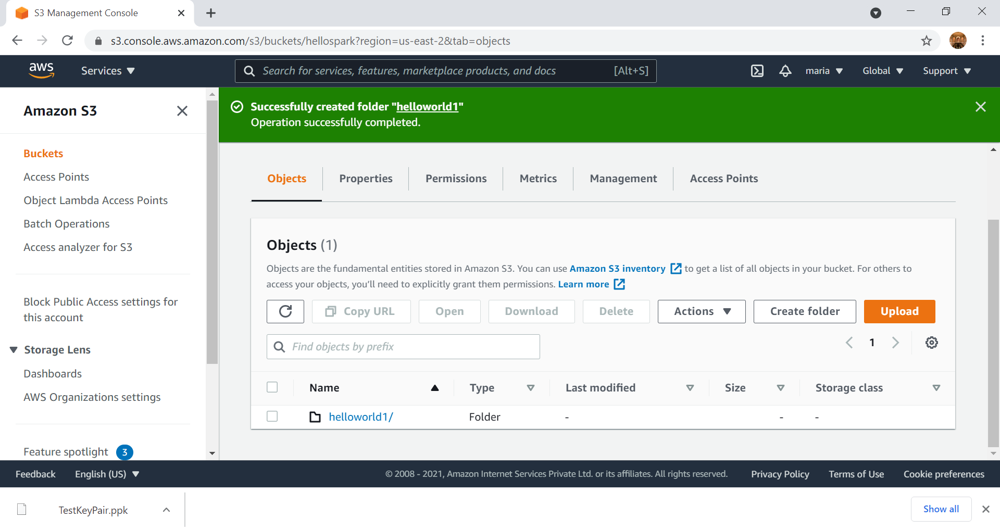 S3 Management Console
s3.console.aws.amazon.com/s3/buckets/hellospark?region=us-east-2&tab=objects
aws
Services
Search for services, features, marketplace products, and docs
[Alt+S]
maria
Global
Support
Amazon S3
Buckets
Access Points
Object Lambda Access Points
Batch Operations
Access analyzer for S3
Block Public Access settings for
this account
Storage Lens
Dashboards
AWS Organizations settings
Feature spotlight 3
Successfully created folder "helloworld1"
Operation successfully completed.
Objects
Properties
Permissions
Metrics
Management
Access Points
Objects (1)
Objects are the fundamental entities stored in Amazon S3. You can use Amazon S3 inventory to get a list of all objects in your bucket. For others to
access your objects, you'll need to explicitly grant them permissions. Learn more
Copy URL
Open
Download
Delete
Actions
Create folder
Upload
Find objects by prefix
1
Name
Type
Last modified
Size
Storage class
helloworld1/
Folder
-
-
-
Feedback
English (US)
© 2008 - 2021, Amazon Internet Services Private Ltd. or its affiliates. All rights reserved.
Privacy Policy
Terms of Use
Cookie preferences
TestKeyPair.ppk
Show all